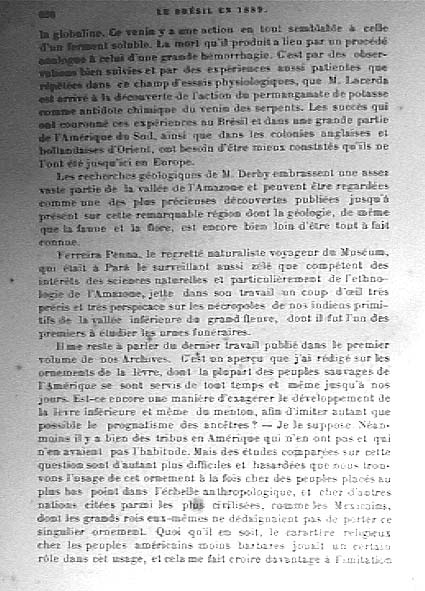 LE BRÉSIL EN 1889.
la globuline. Ce venin y a une action en tout semblable à celle
d'un ferment soluble. La mort qu'il produit a lieu par un procédé
analogue à celui d'une grande hémorrhagie. C'est par des obser-
vations bien suivies et par des expériences aussi patientes que
répétées dans ce champ d'essais physiologiques, que M. Lacerda
est arrivé à la découverte de l'action du permanganate de potasse
comme antidote chimique du venin des serpents. Les succès qui
ont couronné ces expériences au Brésil et dans une grande partie
de l'Amérique du Sud, ainsi que dans les colonies anglaises et
hollandaises d'Orient, ont besoin d'être mieux constatés qu'ils ne
l'ont été jusqu'ici en Europe.
Les recherches géologiques de M. Derby embrassent une assez
vaste partie de la vallée de l'Amazone et peuvent être regardées
comme une des plus précieuses découvertes publiées jusqu'à
présent sur cette remarquable région dont la géologie, de même
que la faune et la flore, est encore bien loin d'être tout à fait
connue.
Ferreira Penna, le regretté naturaliste voyageur du Muséum,
qui était à Pará le surveillant aussi zélé que compétent des
intérêts des sciences naturelles et particulièrement de l'ethno-
logie de l'Amazone, jette dans son travail un coup d'œil très
précis et très perspicace sur les nécropoles de nos indiens primi-
tifs de la vallée inférieure du grand fleuve, dont il fut l'un des
premiers à étudier les urnes funéraires.
Il me reste à parler du dernier travail publié dans le premier
volume de nos Archives. C'est un aperçu que j'ai rédigé sur les
ornements de la lèvre, dont la plupart des peuples sauvages de
l'Amérique se sont servis de tout temps et même jusqu'à nos
jours. Est-ce encore une manière d'exagérer le développement de
la lèvre inférieure et même du menton, afin d'imiter autant que
possible le prognatisme des ancêtres ? — Je le suppose. Néan-
moins il y a bien des tribus en Amérique qui n'en ont pas et qui
n'en avaient pas l'habitude. Mais des études comparées sur cette
question sont d'autant plus difficiles et hasardées que nous trou-
vons l'usage de cet ornement à la fois chez des peuples placés au
plus bas point dans l'échelle anthropologique, et chez d'autres
nations citées parmi les plus civilisées, comme les Mexicains,
dont les grands rois eux-mêmes ne dédaignaient pas de porter ce
singulier ornement. Quoi qu'il en soit, le caractère religieux
chez les peuples américains moins barbares jouait un certain
rôle dans cet usage, et cela me fait croire davantage à l'imitation